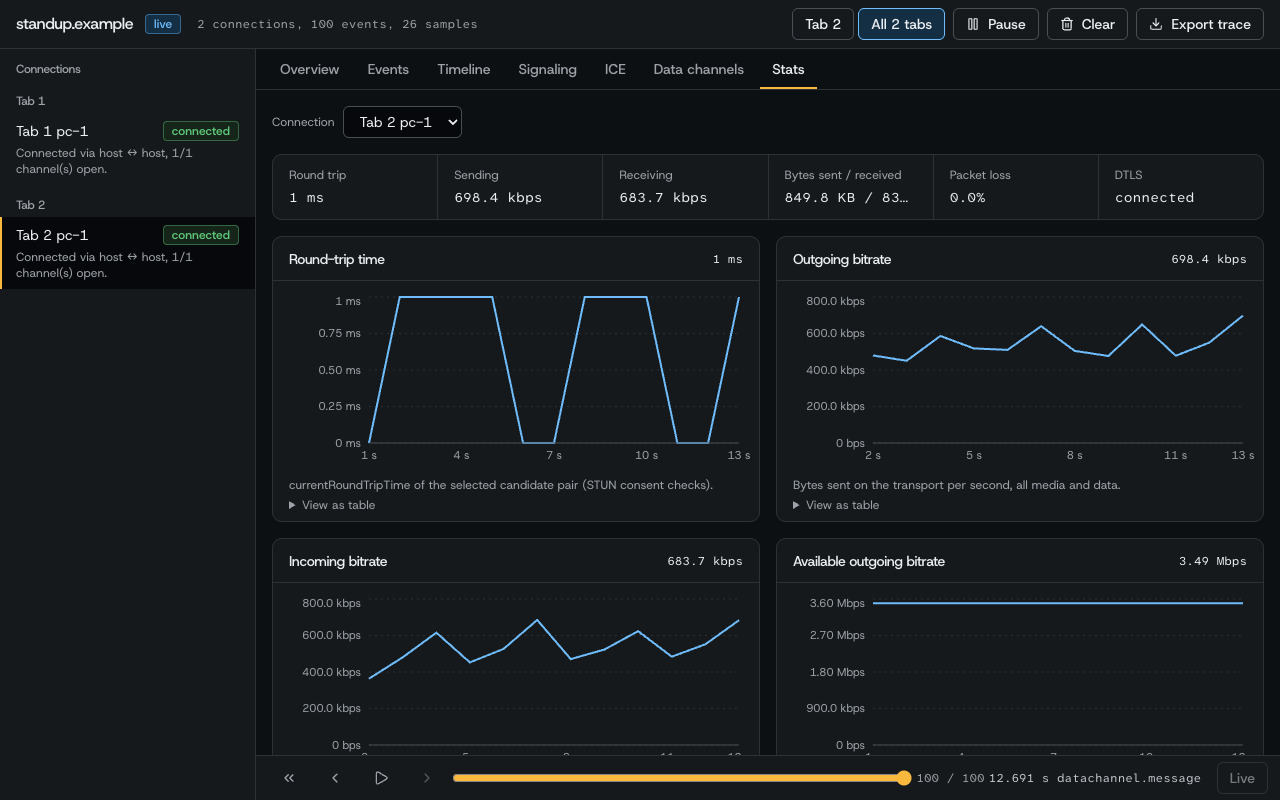 standup.example live 2 connections, 100 events, 26 samples Tab 2 All 2 tabs Pause Clear Export trace
Connections
Tab 1
Tab 1 pc-1 connected
Connected via host ↔ host, 1/1
channel(s) open.
Tab 2
Tab 2 pc-1 connected
Connected via host ↔ host, 1/1
channel(s) open.
Overview Events Timeline Signaling ICE Data channels Stats
Connection Tab 2 pc-1
Round trip Sending Receiving Bytes sent / received Packet loss DTLS
1 ms 698.4 kbps 683.7 kbps 849.8 KB / 83… 0.0% connected
Round-trip time 1 ms
1 ms
0.75 ms
0.50 ms
0.25 ms
0 ms
1 s 4 s 7 s 10 s 13 s
currentRoundTripTime of the selected candidate pair (STUN consent checks).
View as table
Outgoing bitrate 698.4 kbps
800.0 kbps
600.0 kbps
400.0 kbps
200.0 kbps
0 bps
2 s 5 s 8 s 11 s 13 s
Bytes sent on the transport per second, all media and data.
View as table
Incoming bitrate 683.7 kbps
800.0 kbps
600.0 kbps
400.0 kbps
200.0 kbps
0 bps
Available outgoing bitrate 3.49 Mbps
3.60 Mbps
2.70 Mbps
1.80 Mbps
900.0 kbps
0 bps
100 / 100 12.691 s datachannel.message Live